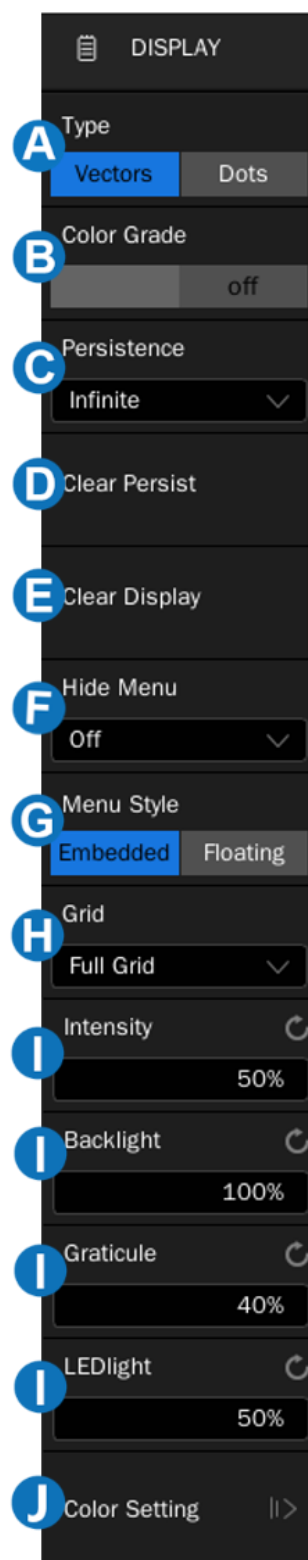 DISPLAY
A
Type
Vectors Dots
B
Color Grade
off
C
Persistence
Infinite
D
Clear Persist
E
Clear Display
F
Hide Menu
Off
G
Menu Style
Embedded Floating
H
Grid
Full Grid
I
Intensity
50%
I
Backlight
100%
I
Graticule
40%
I
LEDlight
50%
J
Color Setting